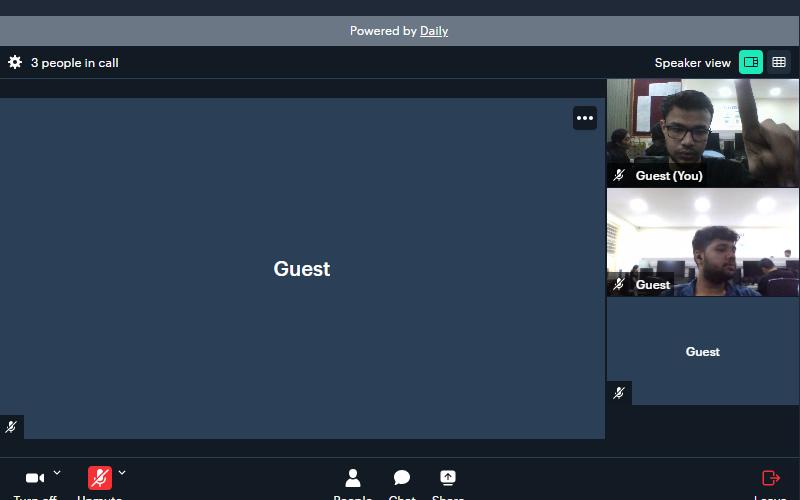 Powered by Daily
3 people in call
Speaker view
Guest (You)
Guest
Guest
Guest
Turn off
Unmute
People
Chat
Share
Leave